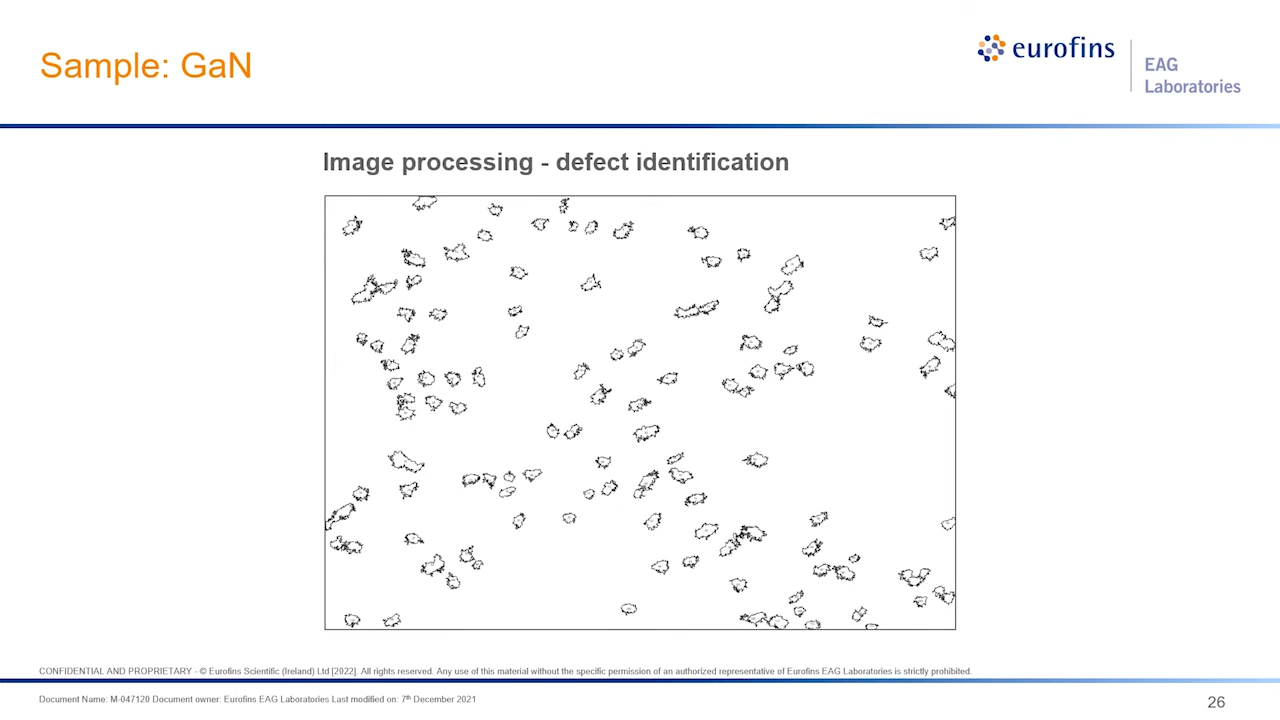 Sample: GaN
eurofins
EAG
Laboratories
Image processing - defect identification
CONFIDENTIAL AND PROPRIETARY - © Eurofins Scientific (Ireland) Ltd [2022]. All rights reserved. Any use of this material without the specific permission of an authorized representative of Eurofins EAG Laboratories is strictly prohibited.
Document Name: M-047120 Document owner: Eurofins EAG Laboratories Last modified on: 7th December 2021
26